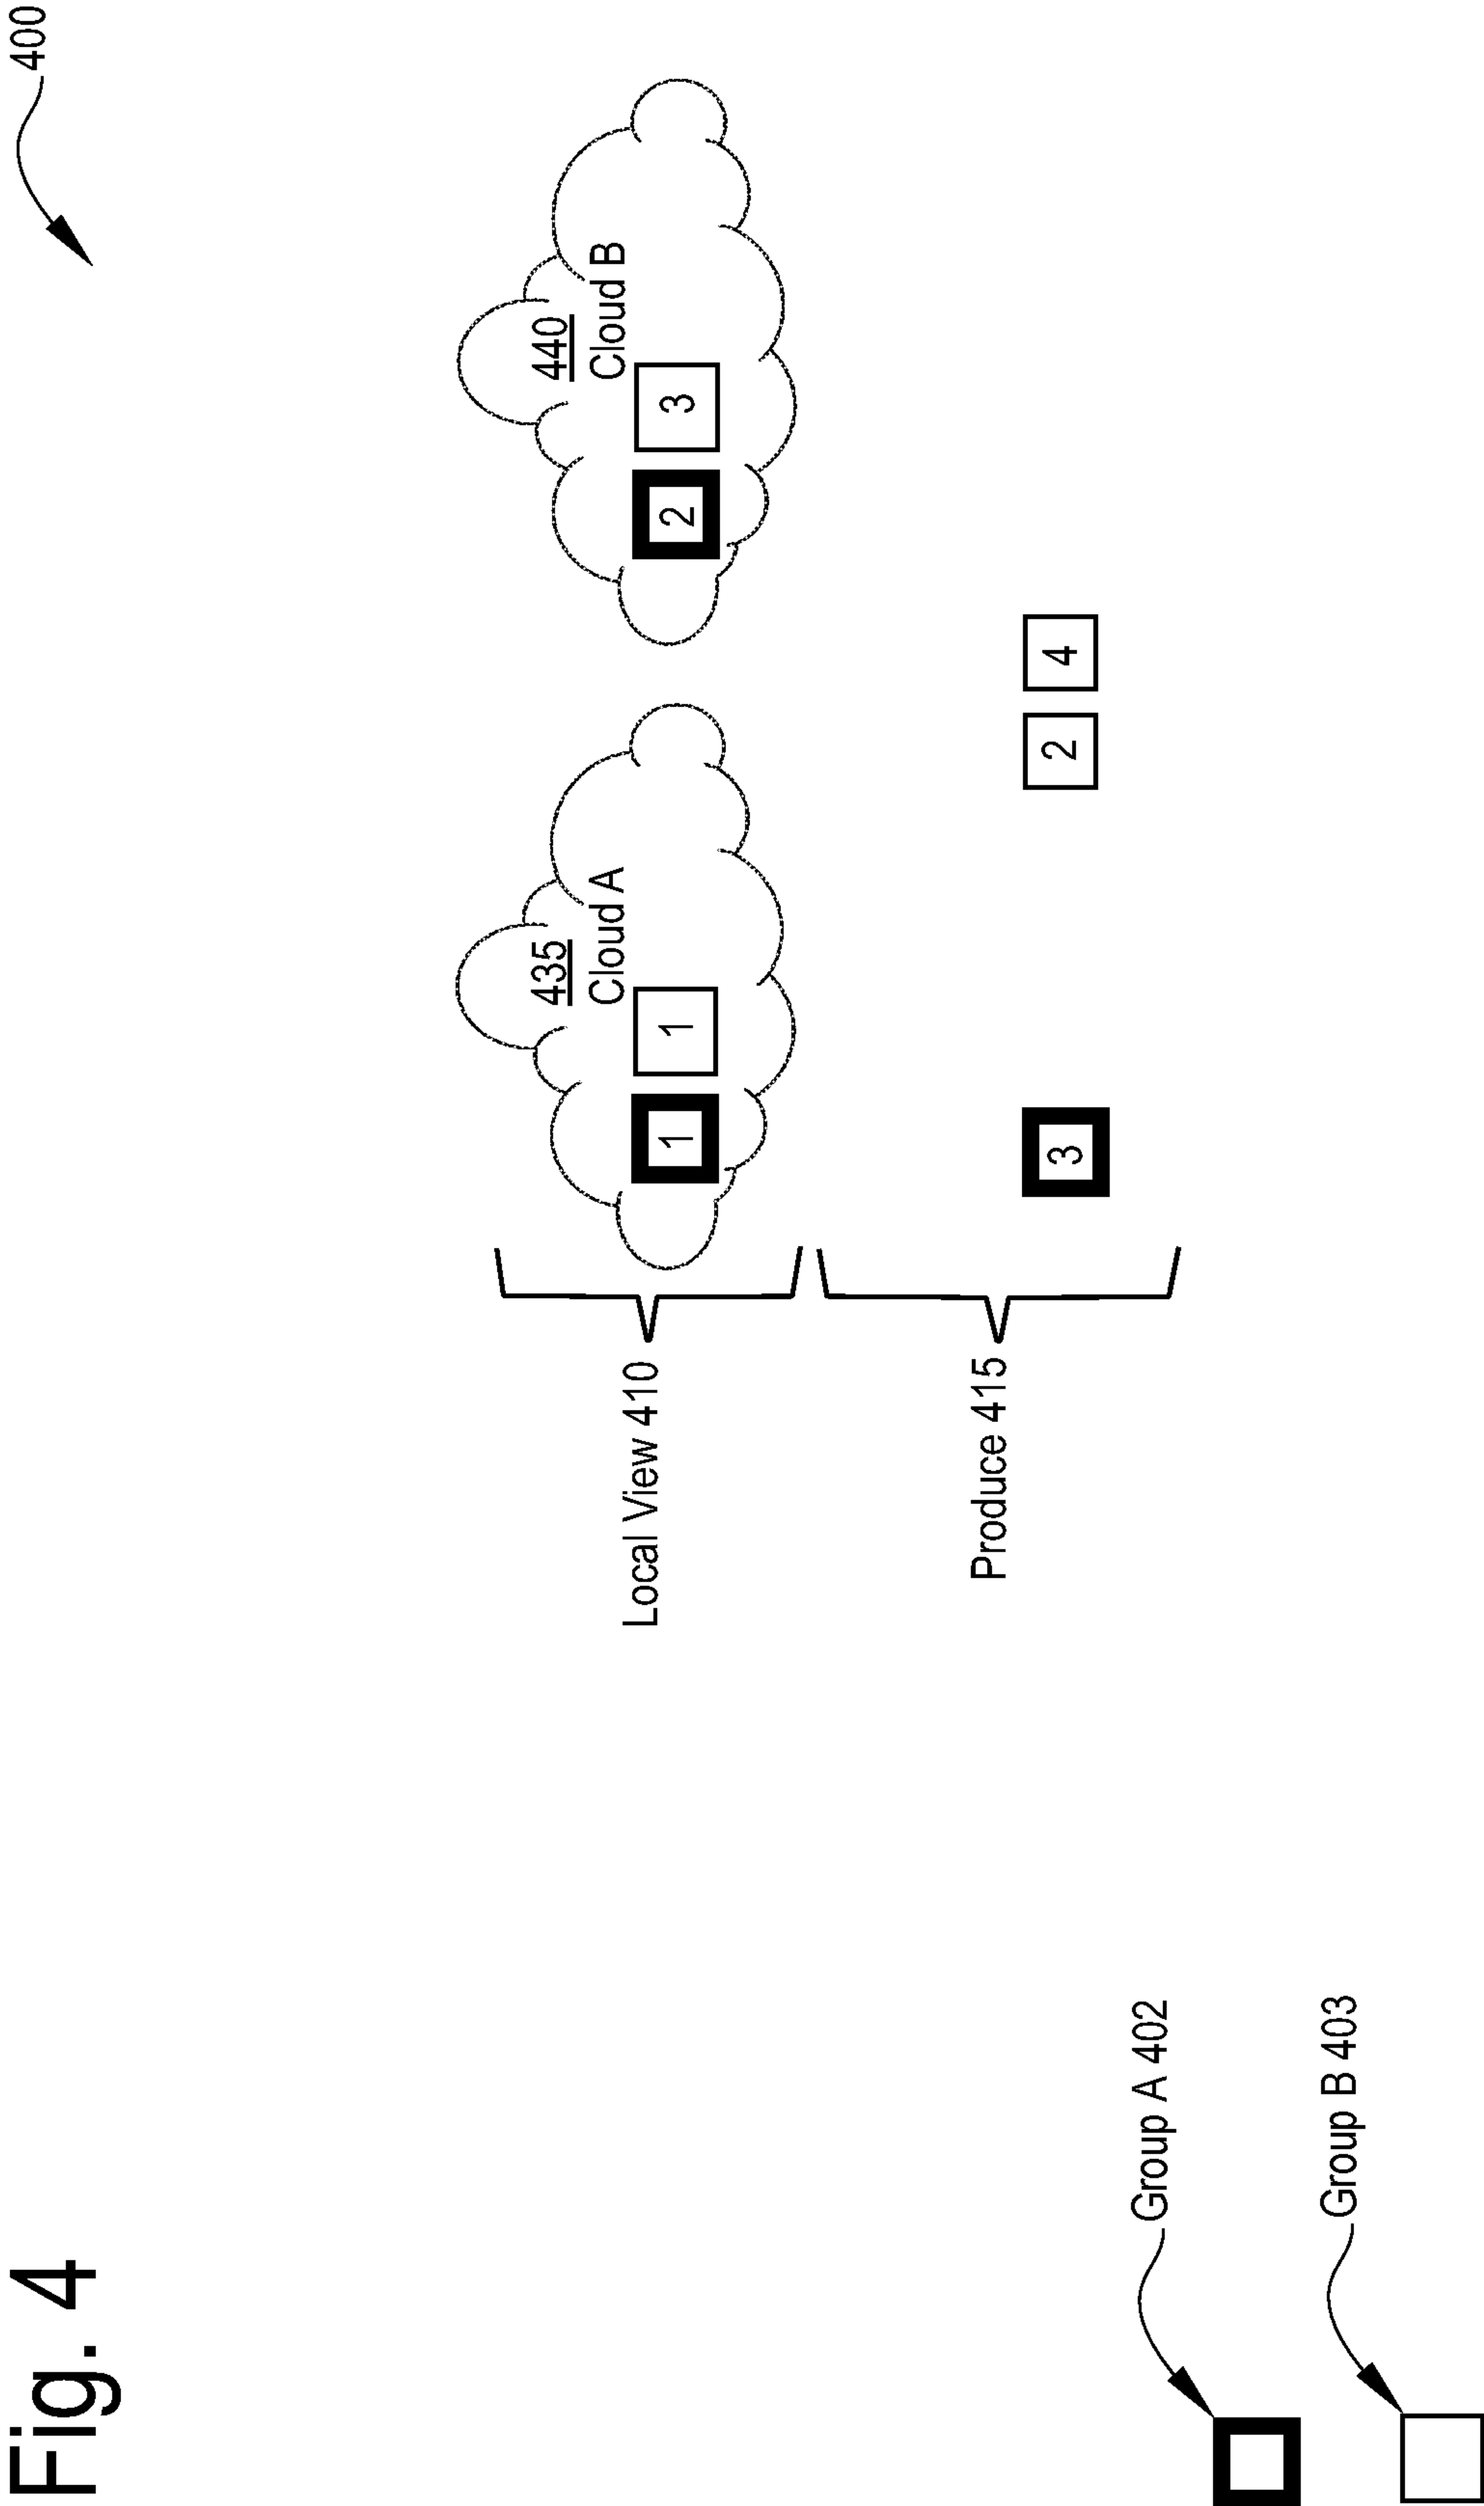 Fig. 4
400
435
Cloud A
1
1
440
Cloud B
2
3
Local View 410
Produce 415
3
2
4
Group A 402
Group B 403